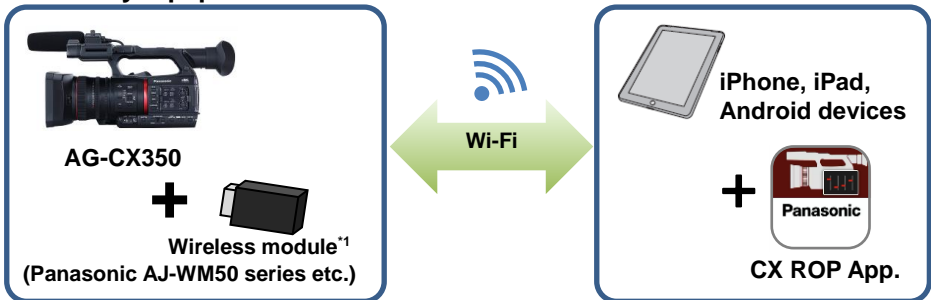 AG-CX350
Wireless module*1
(Panasonic AJ-WM50 series etc.)
Wi-Fi
iPhone, iPad,
Android devices
Panasonic
CX ROP App.